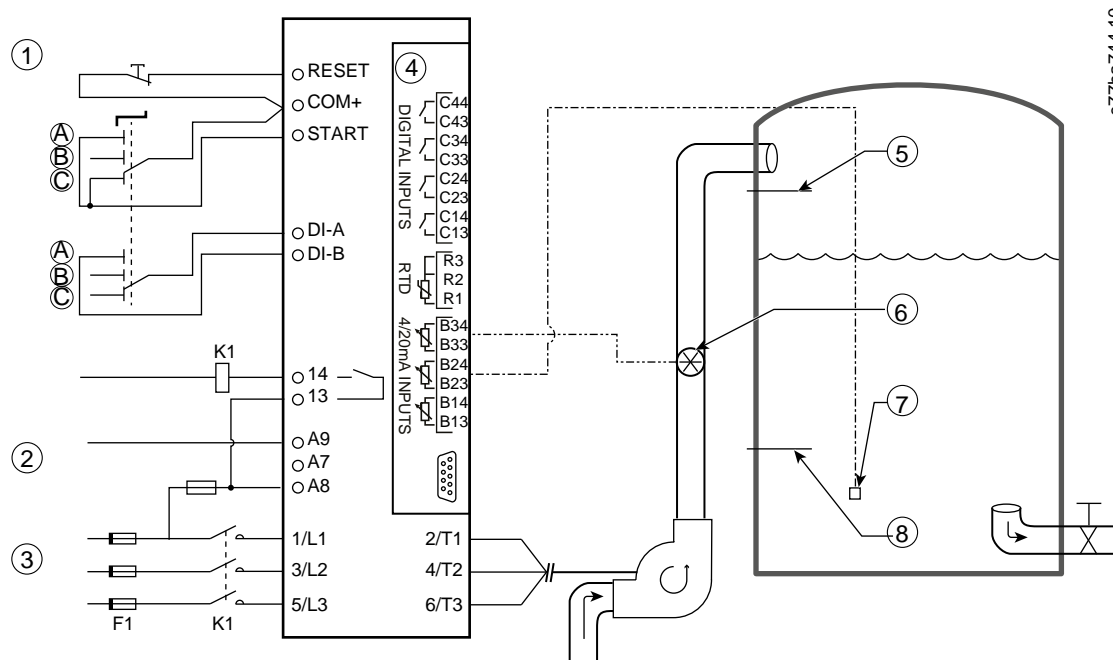 1
RESET
COM+
START
A
B
C
DI-A
DI-B
A
B
C
K1
14
13
2
A9
A7
A8
3
1/L1
3/L2
5/L3
F1
K1
2/T1
4/T2
6/T3
4
DIGITAL INPUTS
C44
C43
C34
C33
C24
C23
C14
C13
RTD
R3
R2
R1
4/20mA INPUTS
B34
B33
B24
B23
B14
B13
5
6
7
8